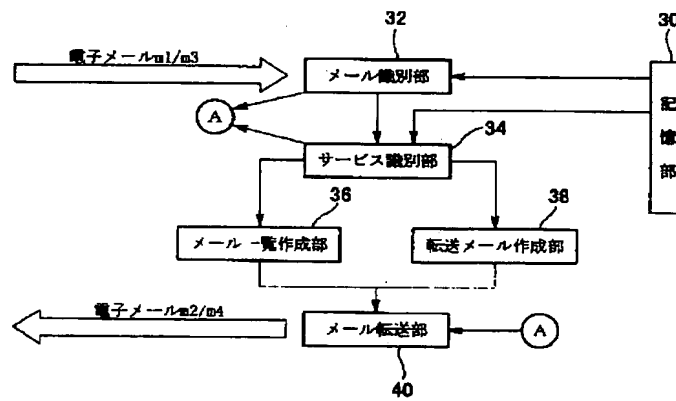 32
30
電子メールm1/m3
メール識別部
記憶部
A
34
サービス識別部
36
38
メール一覧作成部
転送メール作成部
電子メールm2/m4
メール転送部
A
40